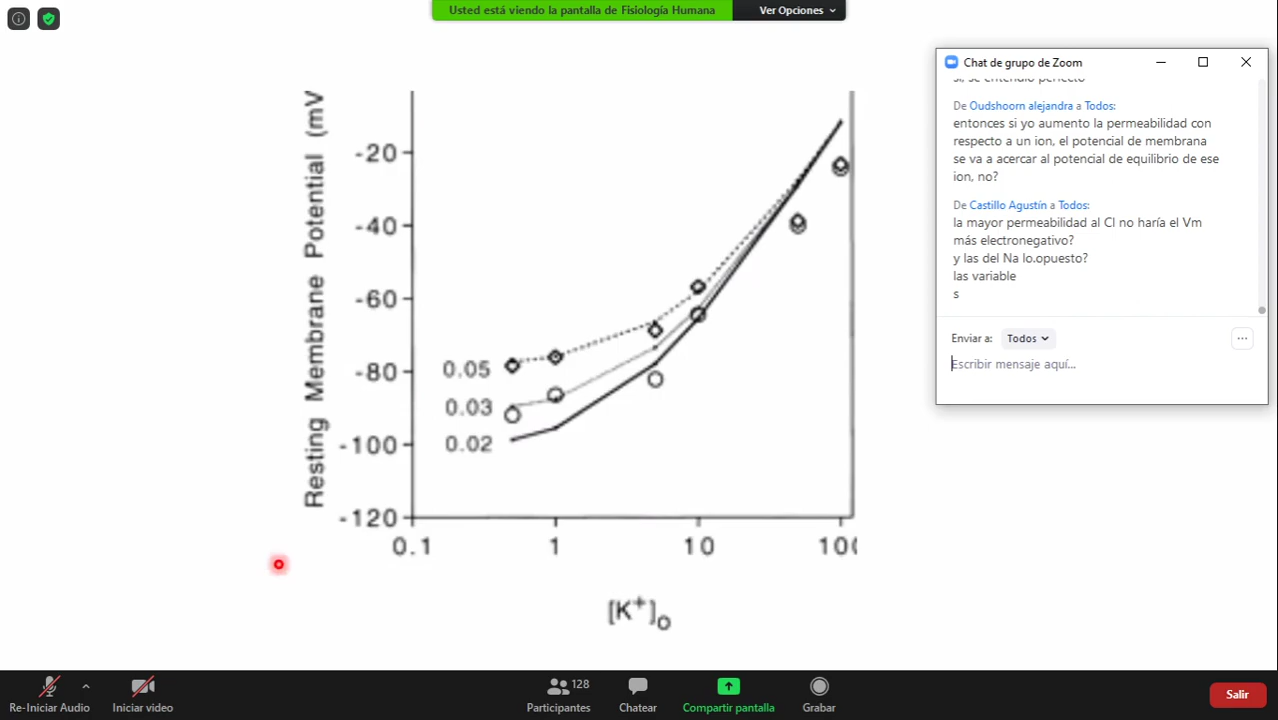 Usted está viendo la pantalla de Fisiología Humana
Ver Opciones
Resting Membrane Potential (mV
-20
-40
-60
-80
-100
-120
0.05
0.03
0.02
0.1
1
10
100
[K+]o
Chat de grupo de Zoom
si, se entendió perfecto
De Oudshoorn alejandra a Todos:
entonces si yo aumento la permeabilidad con
respecto a un ion, el potencial de membrana
se va a acercar al potencial de equilibrio de ese
ion, no?
De Castillo Agustín a Todos:
la mayor permeabilidad al Cl no haría el Vm
más electronegativo?
y las del Na lo.opuesto?
las variable
s
Enviar a: Todos
...
Escribir mensaje aquí...
Re-Iniciar Audio
Iniciar video
128
Participantes
Chatear
Compartir pantalla
Grabar
Salir